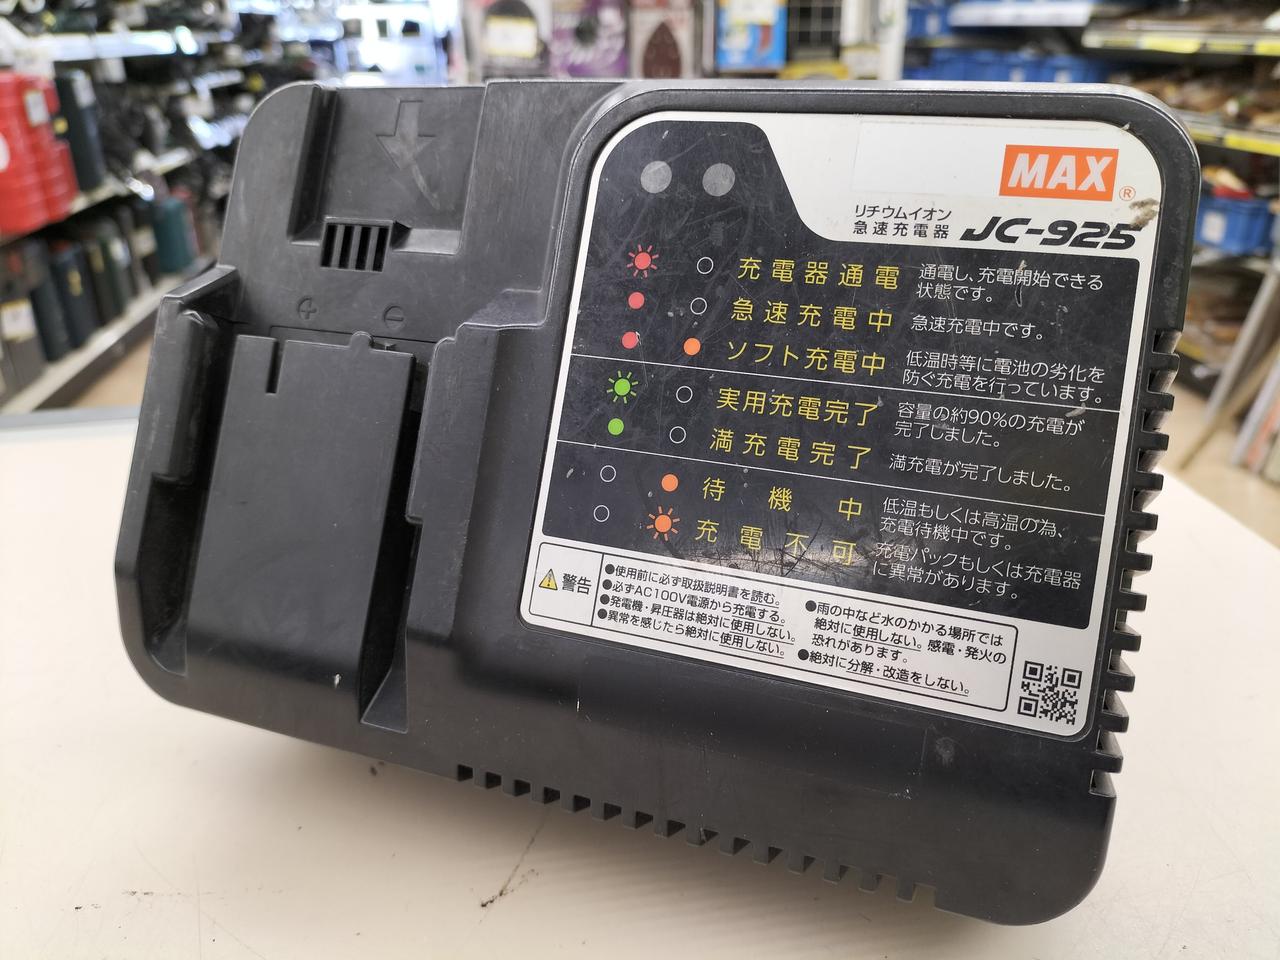 MAX®
リチウムイオン
急速充電器 JC-925
充電器通電 通電し、充電開始できる
状態です。
急速充電中 急速充電中です。
ソフト充電中 低温時等に電池の劣化を
防ぐ充電を行っています。
実用充電完了 容量の約90%の充電が
完了しました。
満充電完了 満充電が完了しました。
待機中 低温もしくは高温の為、
充電待機中です。
充電不可 充電パックもしくは充電器
に異常があります。
警告
●使用前に必ず取扱説明書を読む。
●必ずAC100V電源から充電する。
●発電機・昇圧器は絶対に使用しない。
●異常を感じたら絶対に使用しない。
●雨の中など水のかかる場所では
絶対に使用しない。感電・発火の
恐れがあります。
●絶対に分解・改造をしない。
+ −